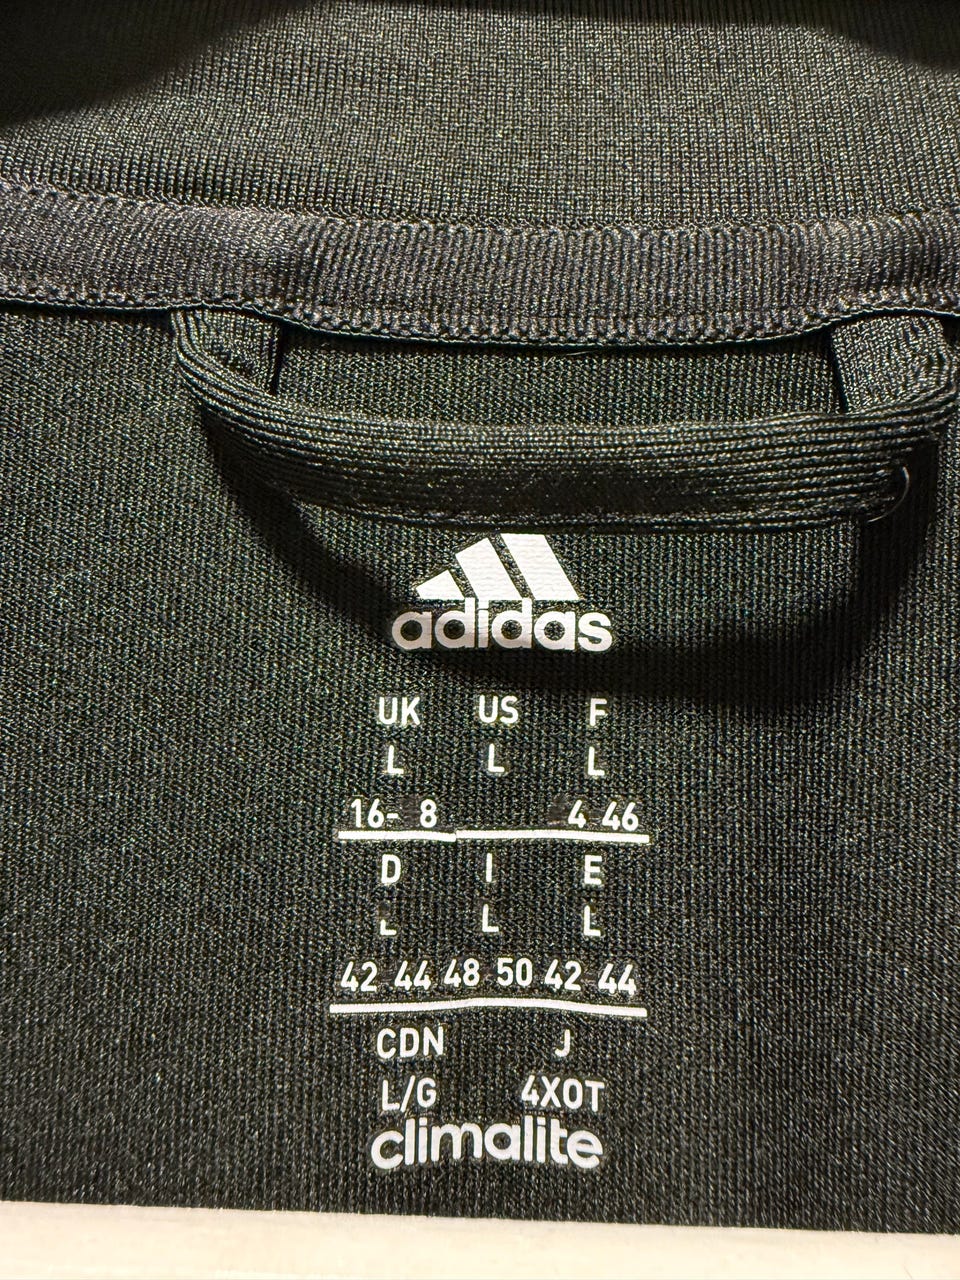 adidas
UK US F
L L L
16- 8 4 46
D I E
L L L
42 44 48 50 42 44
CDN J
L/G 4XOT
climalite